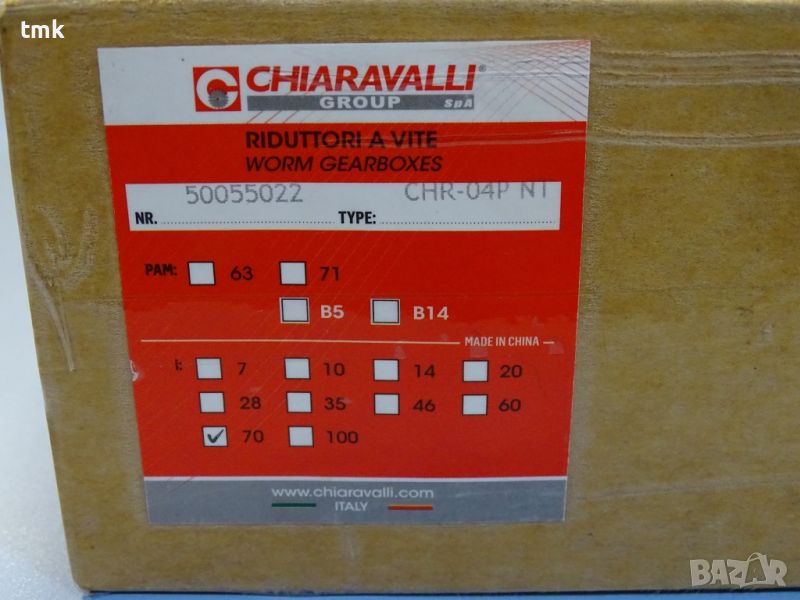 tmk
CHIARAVALLI®
GROUP SpA
RIDUTTORI A VITE
WORM GEARBOXES
50055022 CHR-04P NT
NR. TYPE:
PAM: 63 71
B5 B14
MADE IN CHINA
I: 7 10 14 20
28 35 46 60
✓ 70 100
www.chiaravalli.com
ITALY
BAZAR